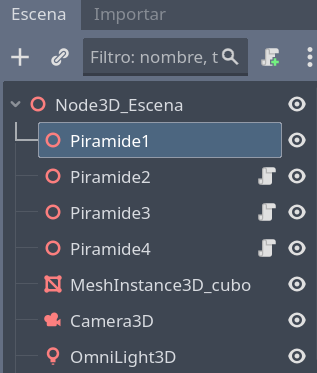 Escena Importar
Filtro: nombre, t
Node3D_Escena
Piramide1
Piramide2
Piramide3
Piramide4
MeshInstance3D_cubo
Camera3D
OmniLight3D